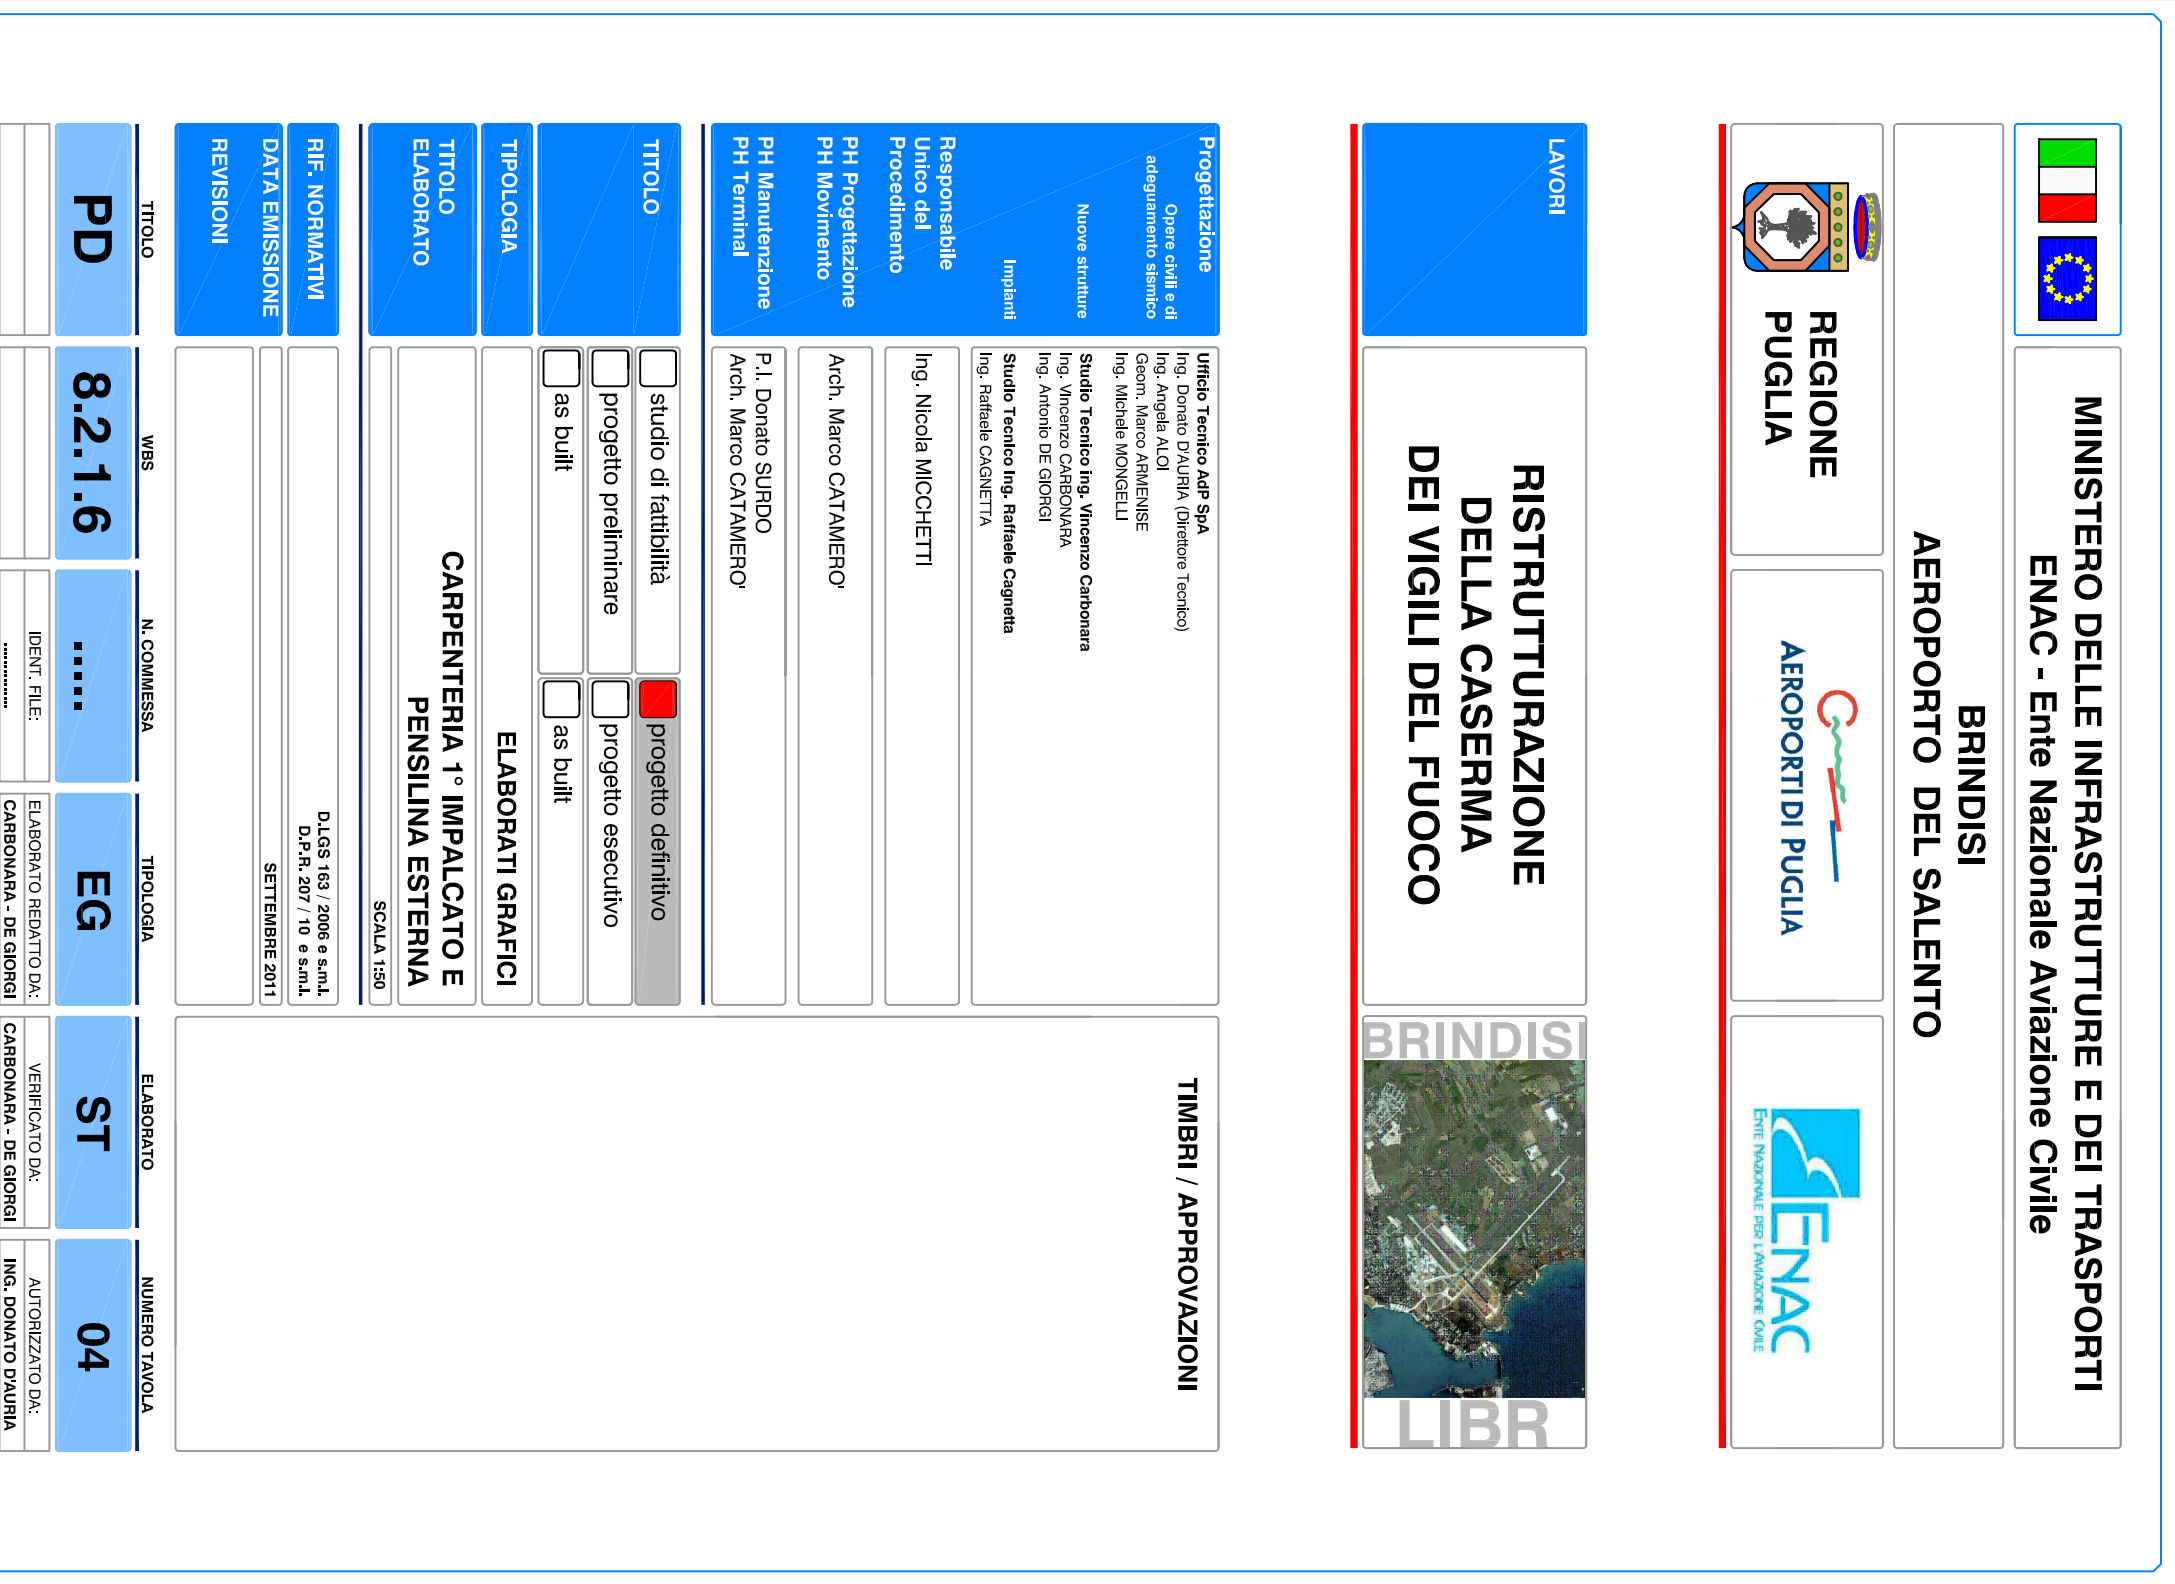 MINISTERO DELLE INFRASTRUTTURE E DEI TRASPORTI
ENAC - Ente Nazionale Aviazione Civile
BRINDISI
AEROPORTO DEL SALENTO
REGIONE
PUGLIA
AEROPORTI DI PUGLIA
ENAC
ENTE NAZIONALE PER L'AVIAZIONE CIVILE
LAVORI
RISTRUTTURAZIONE
DELLA CASERMA
DEI VIGILI DEL FUOCO
BRINDISI
LIBR
Progettazione
Opere civili e di
adeguamento sismico
Nuove strutture
Impianti
Ufficio Tecnico AdP SpA
Ing. Donato D'AURIA (Direttore Tecnico)
Ing. Angela ALOI
Geom. Marco ARMENISE
Ing. MIchele MONGELLI
Studio Tecnico ing. Vincenzo Carbonara
Ing. VIncenzo CARBONARA
Ing. Antonio DE GIORGI
Studio Tecnico Ing. Raffaele Cagnetta
Ing. Raffaele CAGNETTA
Responsabile
Unico del
Procedimento
Ing. Nicola MICCHETTI
PH Progettazione
PH Movimento
Arch. Marco CATAMERO'
PH Manutenzione
PH Terminal
P.I. Donato SURDO
Arch. Marco CATAMERO'
TIMBRI / APPROVAZIONI
TITOLO
studio di fattibilità
progetto definitivo
progetto preliminare
progetto esecutivo
as built
as built
TIPOLOGIA
ELABORATI GRAFICI
TITOLO
ELABORATO
CARPENTERIA 1° IMPALCATO E
PENSILINA ESTERNA
SCALA 1:50
RIF. NORMATIVI
D.LGS 163 / 2006 e s.m.I.
D.P.R. 207 / 10 e s.m.I.
DATA EMISSIONE
SETTEMBRE 2011
REVISIONI
TITOLO
WBS
N. COMMESSA
TIPOLOGIA
ELABORATO
NUMERO TAVOLA
PD
8.2.1.6
.....
EG
ST
04
IDENT. FILE:
ELABORATO REDATTO DA:
VERIFICATO DA:
AUTORIZZATO DA:
..............
CARBONARA - DE GIORGI
CARBONARA - DE GIORGI
ING. DONATO D'AURIA